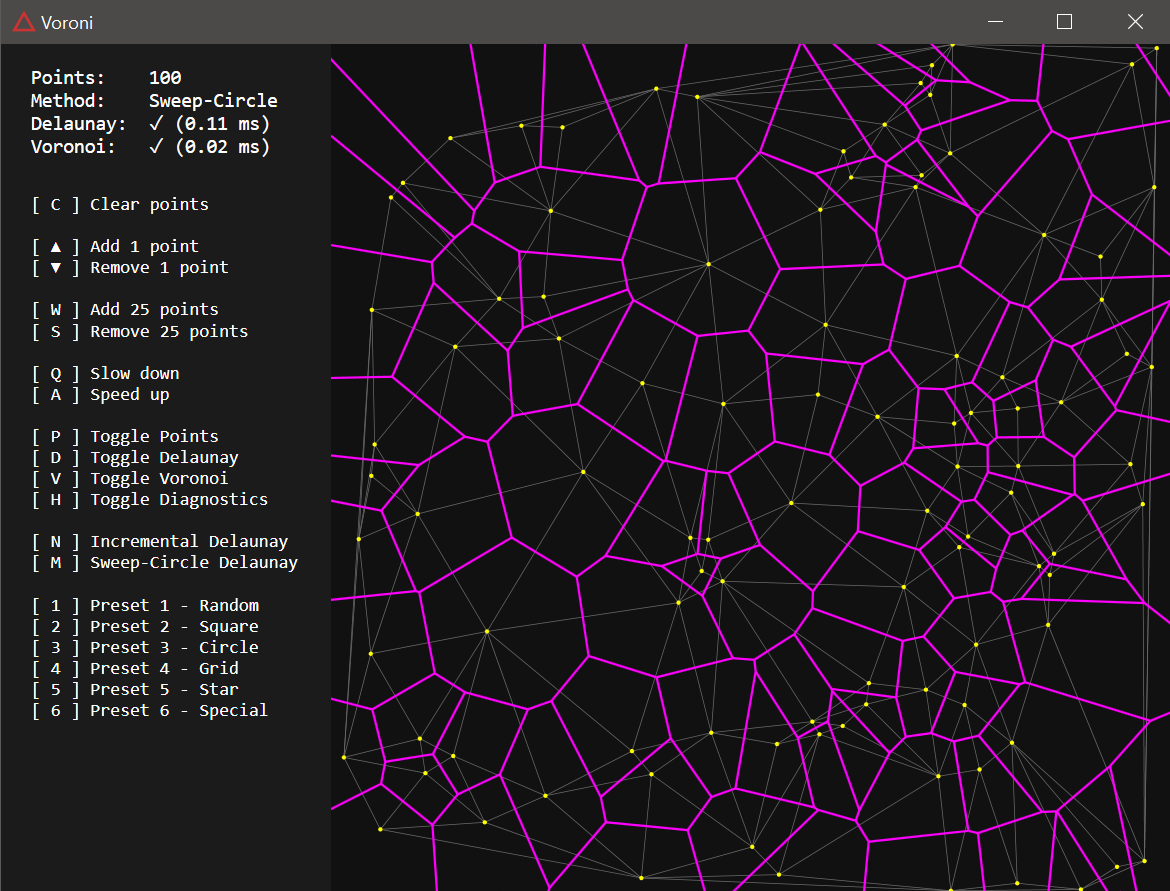 Voroni
Points: 100
Method: Sweep-Circle
Delaunay: ✓ (0.11 ms)
Voronoi: ✓ (0.02 ms)
[ C ] Clear points
[ ▲ ] Add 1 point
[ ▼ ] Remove 1 point
[ W ] Add 25 points
[ S ] Remove 25 points
[ Q ] Slow down
[ A ] Speed up
[ P ] Toggle Points
[ D ] Toggle Delaunay
[ V ] Toggle Voronoi
[ H ] Toggle Diagnostics
[ N ] Incremental Delaunay
[ M ] Sweep-Circle Delaunay
[ 1 ] Preset 1 - Random
[ 2 ] Preset 2 - Square
[ 3 ] Preset 3 - Circle
[ 4 ] Preset 4 - Grid
[ 5 ] Preset 5 - Star
[ 6 ] Preset 6 - Special